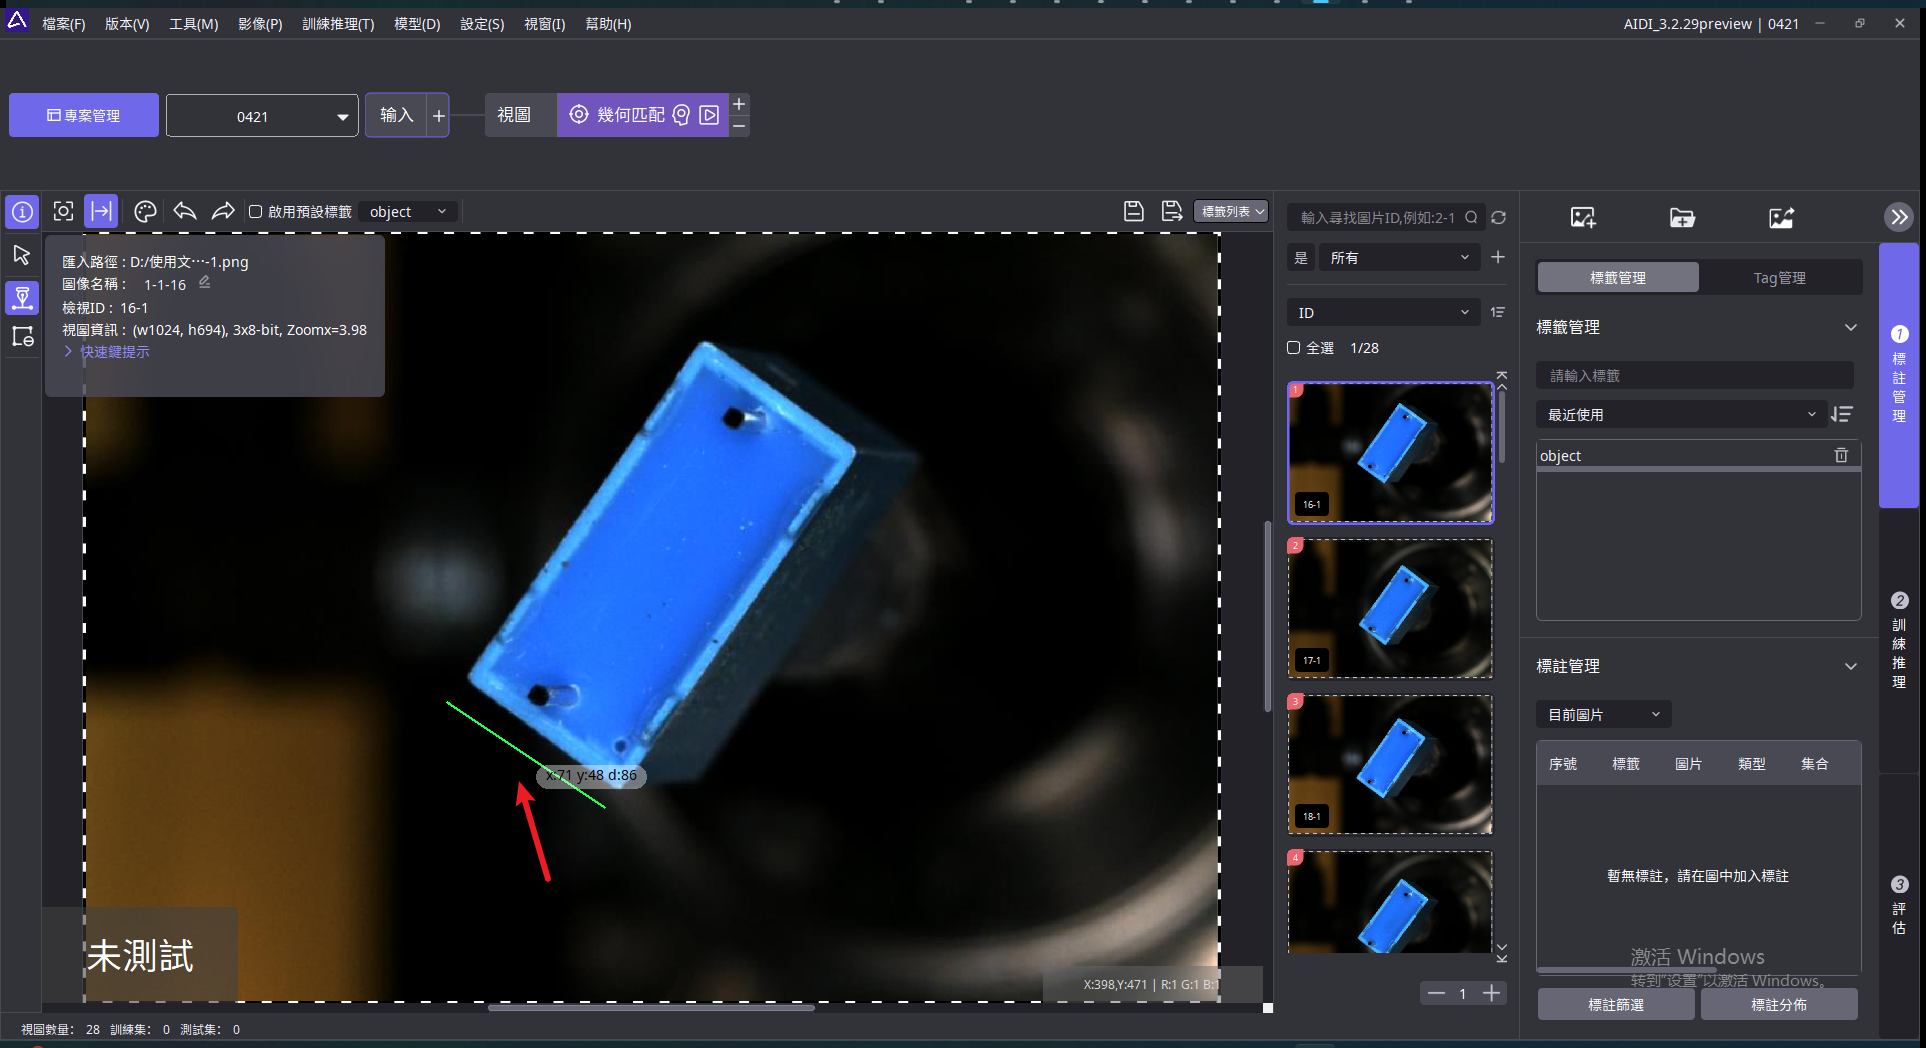 檔案(F) 版本(V) 工具(M) 影像(P) 訓練推理(T) 模型(D) 設定(S) 視窗(I) 幫助(H)
AIDI_3.2.29preview | 0421
專案管理
0421
输入
視圖
幾何匹配
啟用預設標籤
object
標籤列表
匯入路徑 : D:/使用文⋯-1.png
圖像名稱 : 1-1-16
檢視ID : 16-1
視圖資訊 : (w1024, h694), 3x8-bit, Zoomx=3.98
快速鍵提示
x:71 y:48 d:86
未測試
X:398,Y:471 | R:1 G:1 B:1
視圖數量: 28 訓練集: 0 測試集: 0
輸入尋找圖片ID,例如:2-1
是
所有
ID
全選 1/28
1
16-1
2
17-1
3
18-1
4
1
標籤管理
Tag管理
標籤管理
請輸入標籤
最近使用
object
標註管理
目前圖片
序號 標籤 圖片 類型 集合
暫無標註，請在圖中加入標註
激活 Windows
转到“设置”以激活 Windows。
標註篩選
標註分佈
1
標註管理
2
訓練推理
3
評估